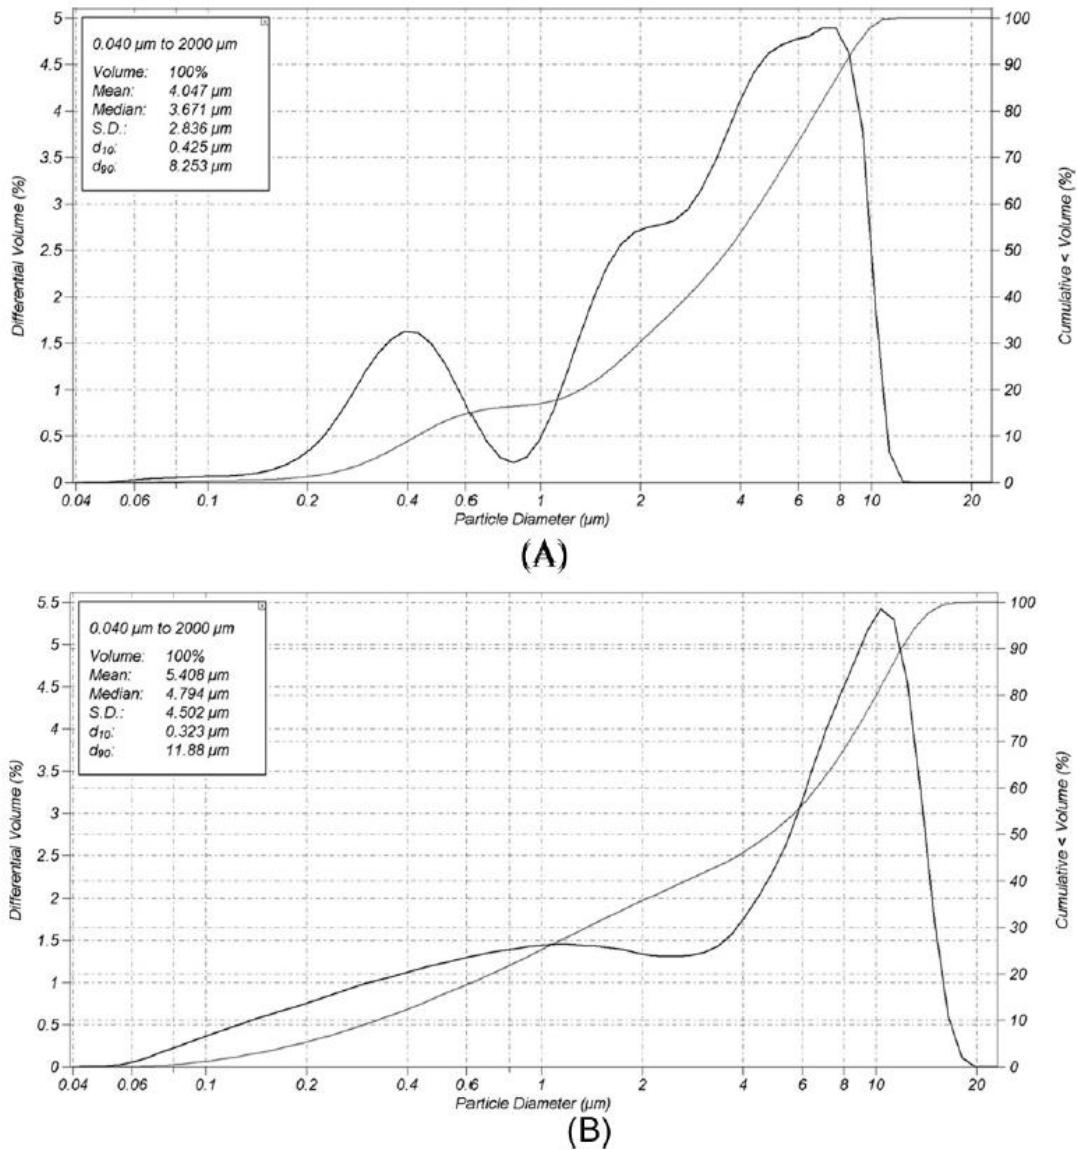 0.040 µm to 2000 µm
Volume: 100%
Mean: 4.047 µm
Median: 3.671 µm
S.D.: 2.836 µm
d10: 0.425 µm
d90: 8.253 µm
Differential Volume (%)
5
4.5
4
3.5
3
2.5
2
1.5
1
0.5
0
Cumulative < Volume (%)
100
90
80
70
60
50
40
30
20
10
0
0.04 0.06 0.1 0.2 0.4 0.6 1 2 4 6 8 10 20
Particle Diameter (µm)
(A)
0.040 µm to 2000 µm
Volume: 100%
Mean: 5.408 µm
Median: 4.794 µm
S.D.: 4.502 µm
d10: 0.323 µm
d90: 11.88 µm
Differential Volume (%)
5.5
5
4.5
4
3.5
3
2.5
2
1.5
1
0.5
0
Cumulative < Volume (%)
100
90
80
70
60
50
40
30
20
10
0
0.04 0.06 0.1 0.2 0.4 0.6 1 2 4 6 8 10 20
Particle Diameter (µm)
(B)